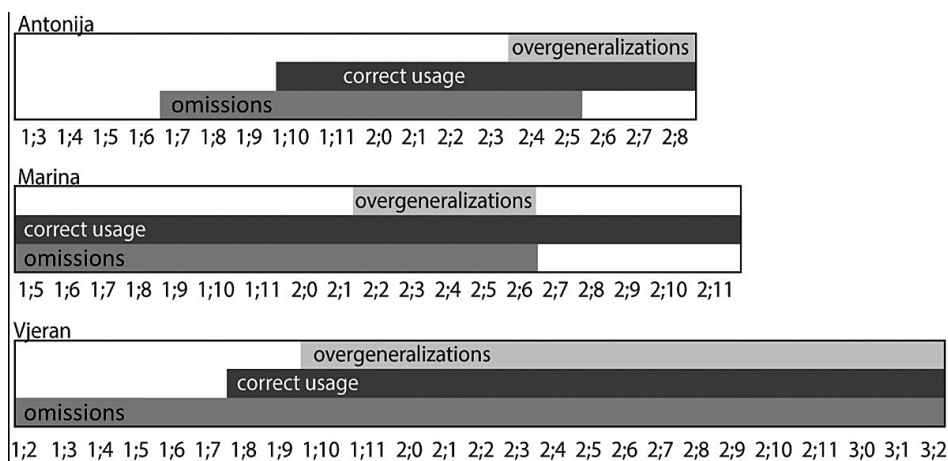 Antonija
overgeneralizations
correct usage
omissions
1;3 1;4 1;5 1;6 1;7 1;8 1;9 1;10 1;11 2;0 2;1 2;2 2;3 2;4 2;5 2;6 2;7 2;8
Marina
overgeneralizations
correct usage
omissions
1;5 1;6 1;7 1;8 1;9 1;10 1;11 2;0 2;1 2;2 2;3 2;4 2;5 2;6 2;7 2;8 2;9 2;10 2;11
Vjeran
overgeneralizations
correct usage
omissions
1;2 1;3 1;4 1;5 1;6 1;7 1;8 1;9 1;10 1;11 2;0 2;1 2;2 2;3 2;4 2;5 2;6 2;7 2;8 2;9 2;10 2;11 3;0 3;1 3;2